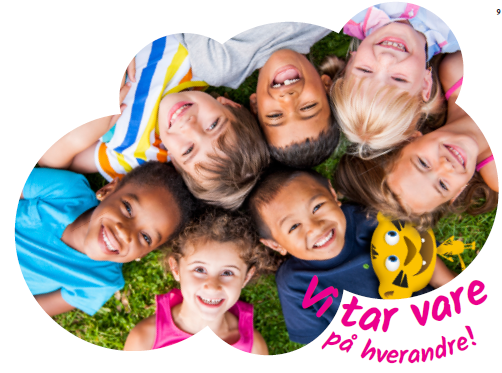 9
Vi tar vare
på hverandre!